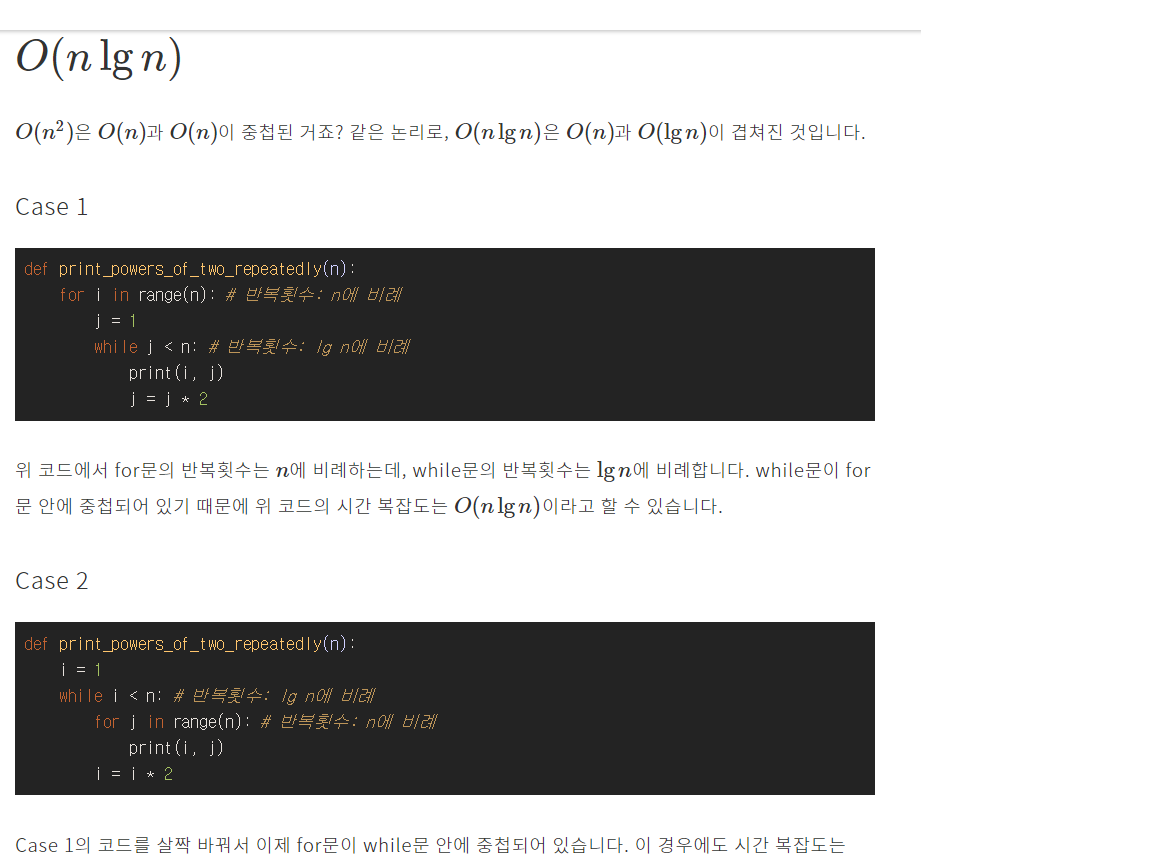 O(n lg n)
O(n²)은 O(n)과 O(n)이 중첩된 거죠? 같은 논리로, O(n lg n)은 O(n)과 O(lg n)이 겹쳐진 것입니다.
Case 1
def print_powers_of_two_repeatedly(n):
    for i in range(n): # 반복횟수: n에 비례
        j = 1
        while j < n: # 반복횟수: lg n에 비례
            print(i, j)
            j = j * 2
위 코드에서 for문의 반복횟수는 n에 비례하는데, while문의 반복횟수는 lg n에 비례합니다. while문이 for
문 안에 중첩되어 있기 때문에 위 코드의 시간 복잡도는 O(n lg n)이라고 할 수 있습니다.
Case 2
def print_powers_of_two_repeatedly(n):
    i = 1
    while i < n: # 반복횟수: lg n에 비례
        for j in range(n): # 반복횟수: n에 비례
            print(i, j)
        i = i * 2
Case 1의 코드를 살짝 바꿔서 이제 for문이 while문 안에 중첩되어 있습니다. 이 경우에도 시간 복잡도는